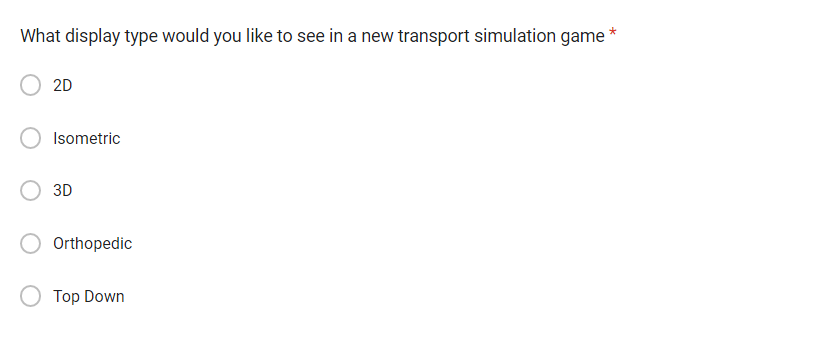 What display type would you like to see in a new transport simulation game *
2D
Isometric
3D
Orthopedic
Top Down